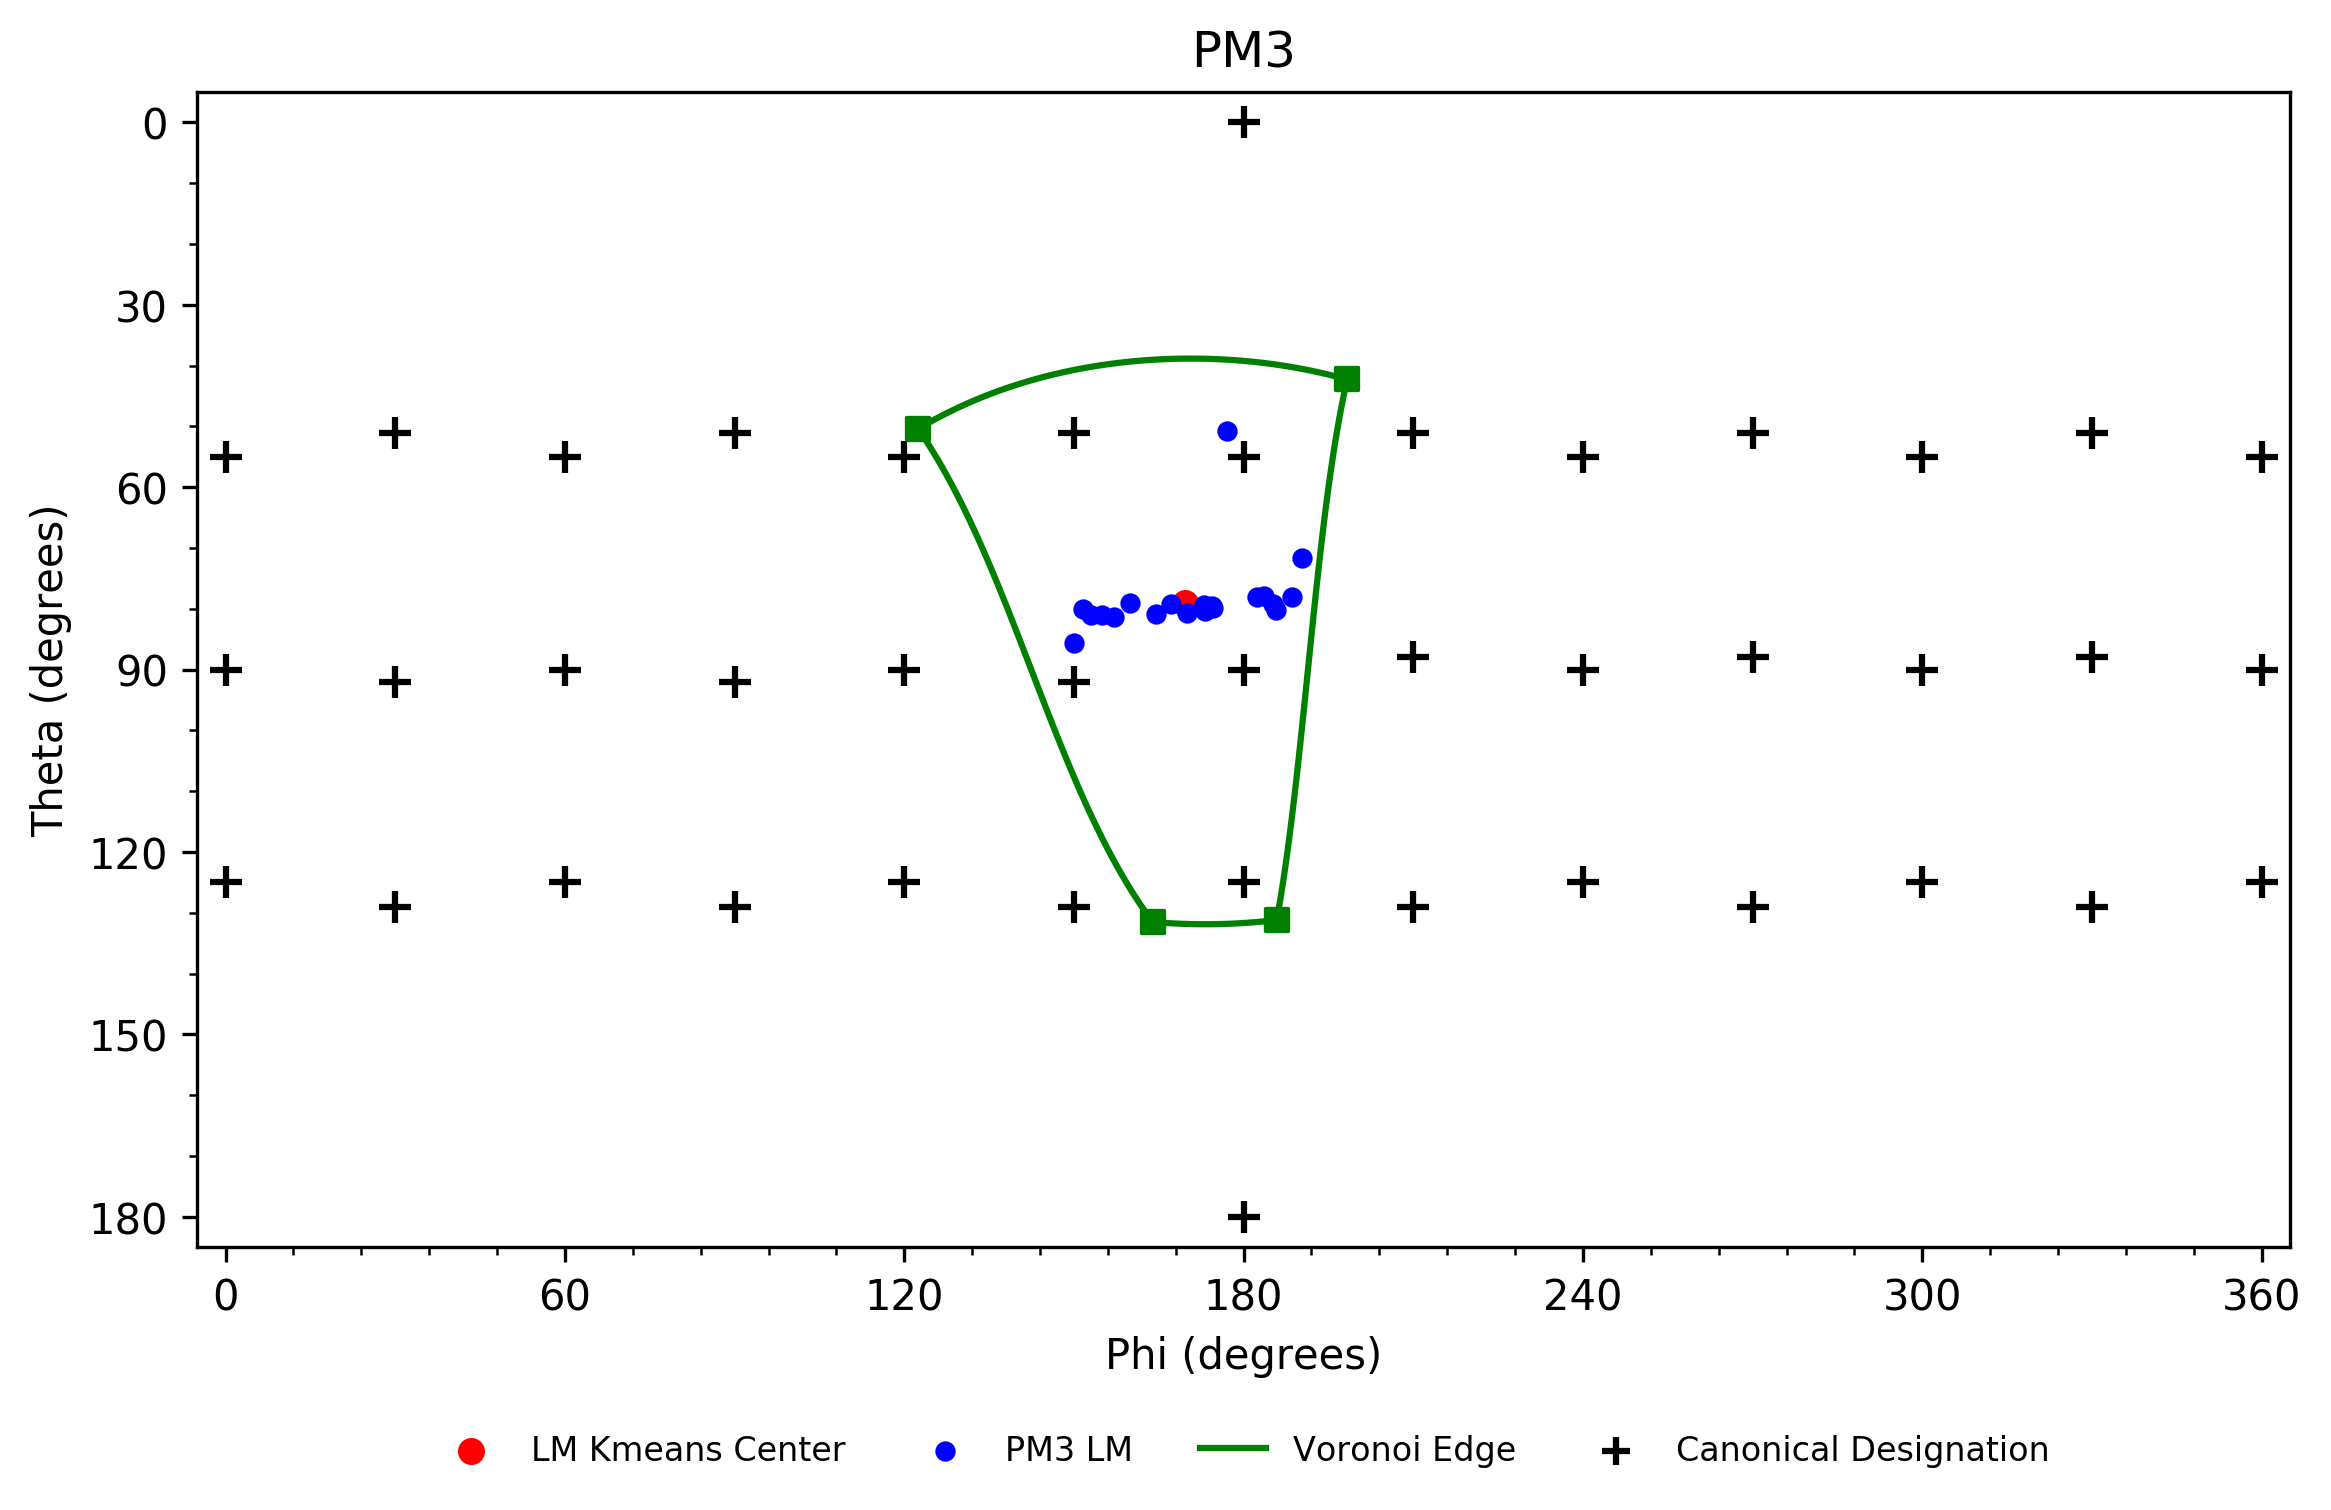 PM3
0
30
60
90
120
150
180
Theta (degrees)
0 60 120 180 240 300 360
Phi (degrees)
LM Kmeans Center PM3 LM Voronoi Edge Canonical Designation